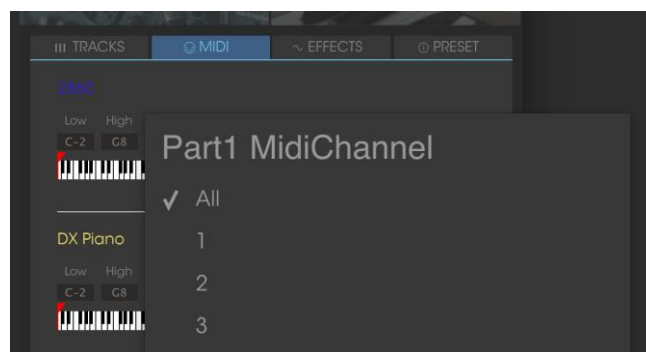 TRACKS MIDI EFFECTS PRESET
2600
Low High
C-2 G8
Part1 MidiChannel
✓ All
DX Piano
1
Low High
2
C-2 G8
3